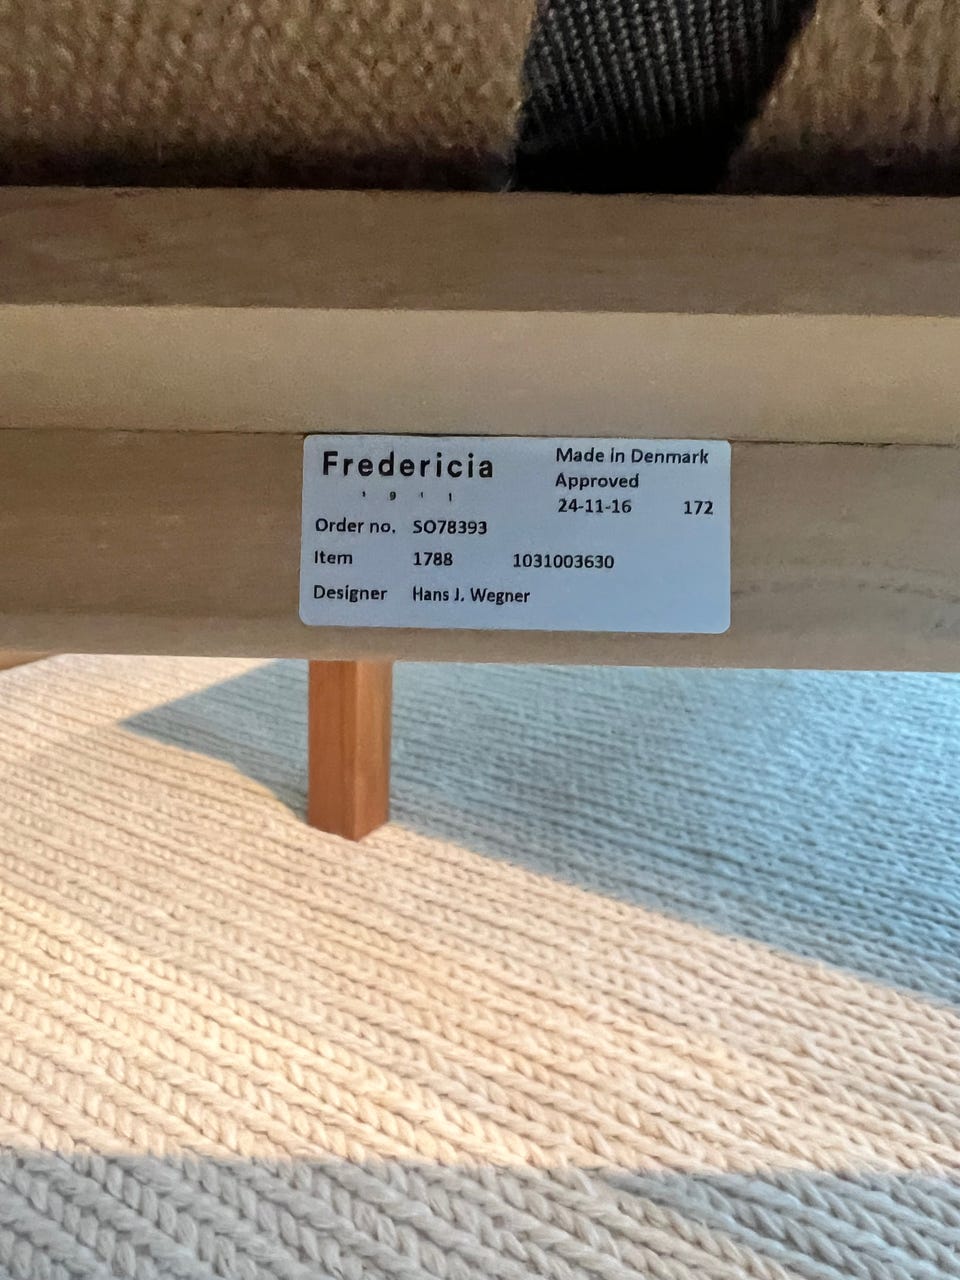 Fredericia
1911
Made in Denmark
Approved
24-11-16 172
Order no. SO78393
Item 1788 1031003630
Designer Hans J. Wegner